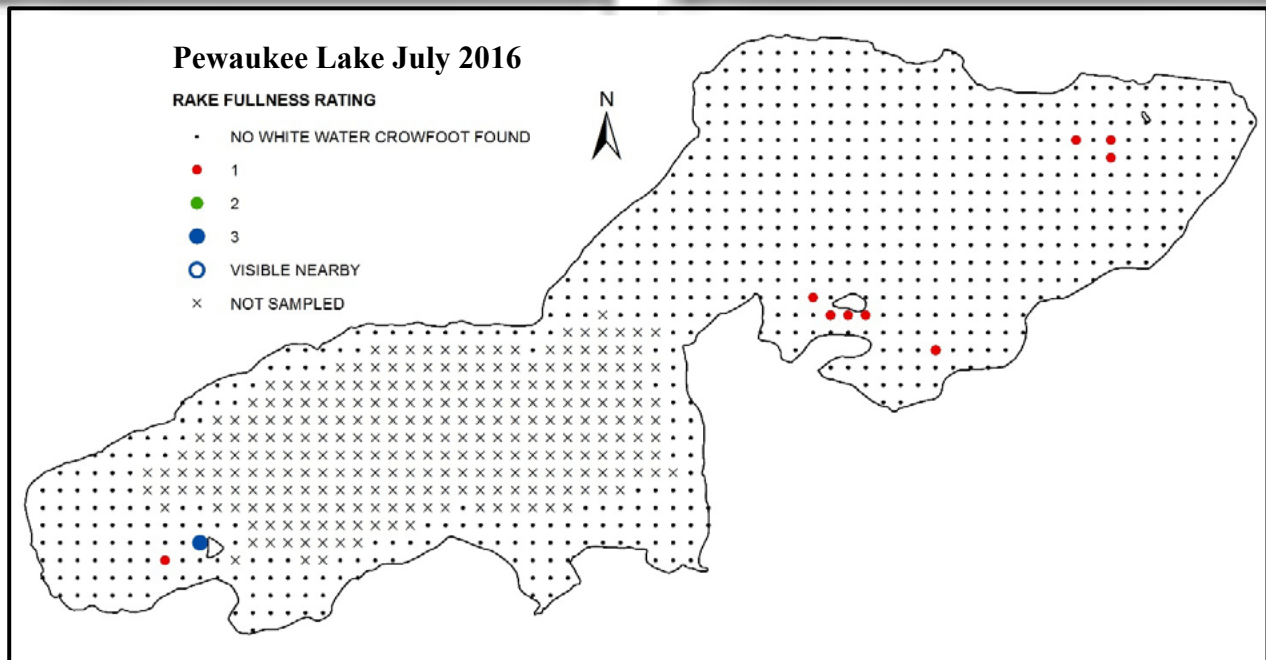 Pewaukee Lake July 2016
RAKE FULLNESS RATING
N
NO WHITE WATER CROWFOOT FOUND
1
2
3
VISIBLE NEARBY
NOT SAMPLED